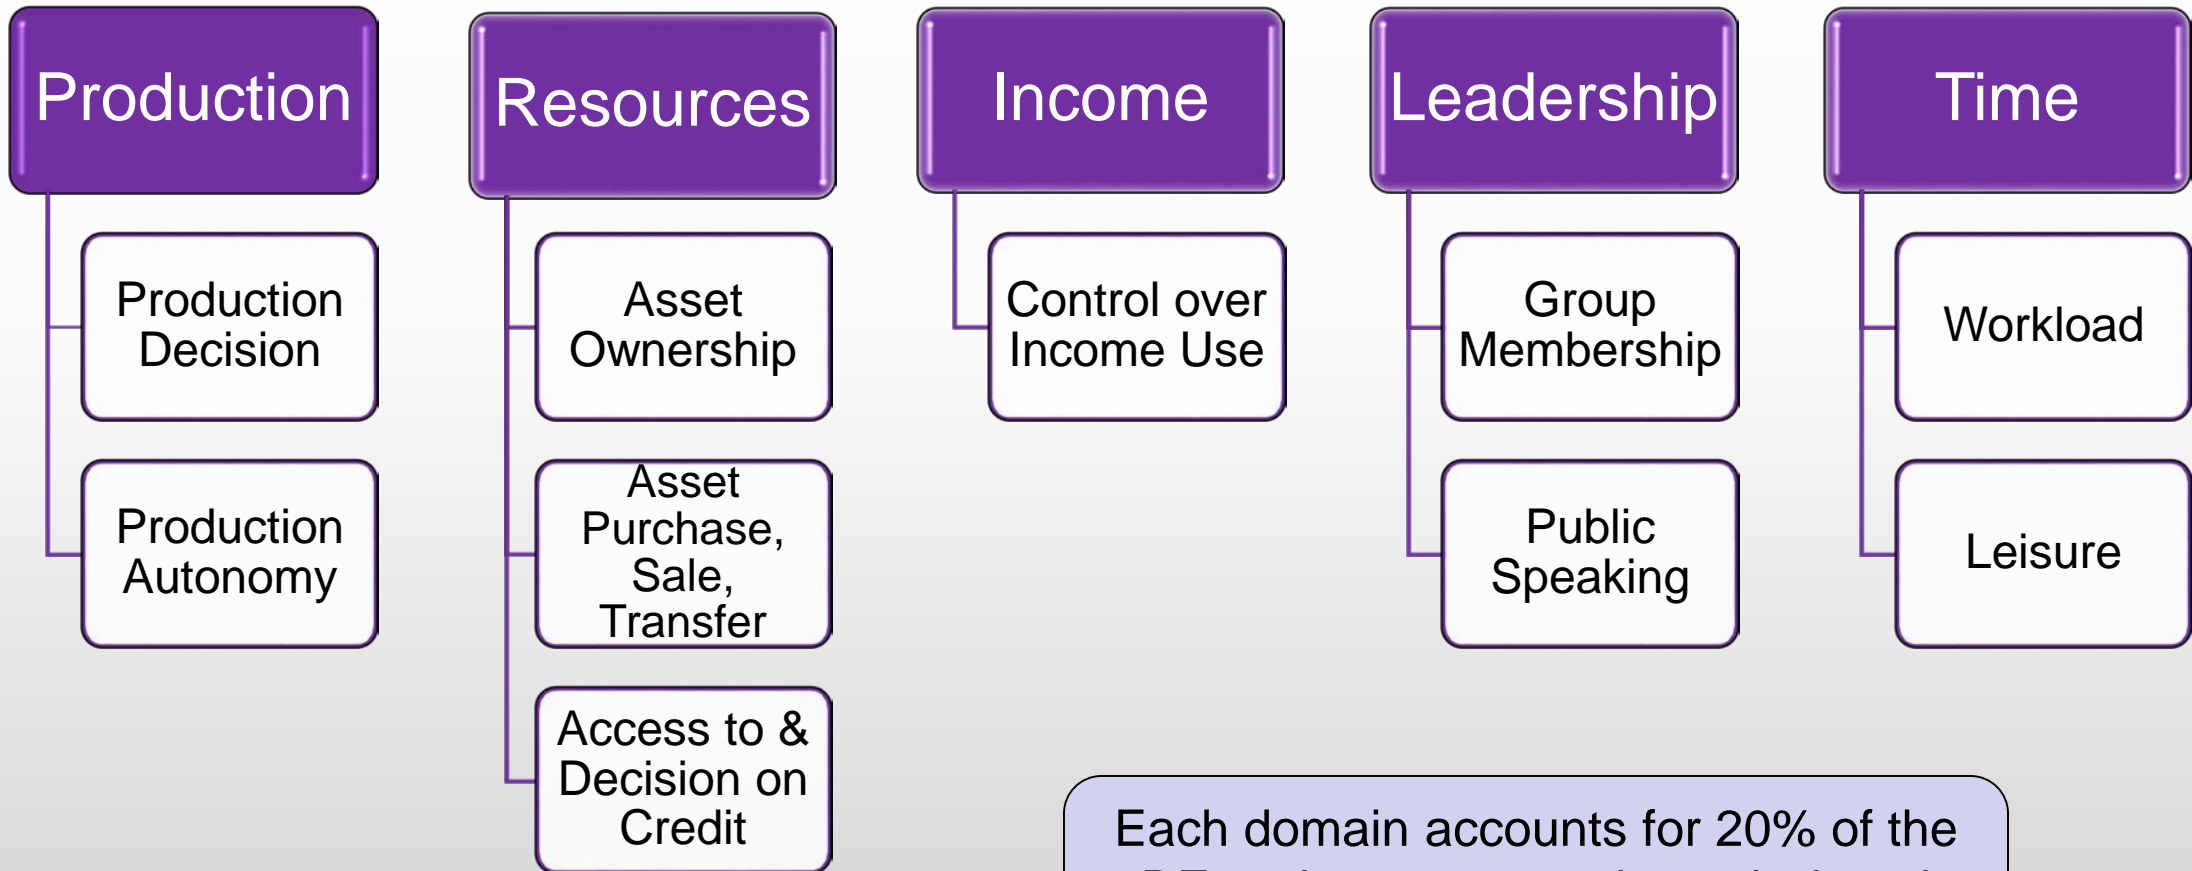 Production
Production
Decision
Production
Autonomy
Resources
Asset
Ownership
Asset
Purchase,
Sale,
Transfer
Access to &
Decision on
Credit
Income
Control over
Income Use
Leadership
Group
Membership
Public
Speaking
Time
Workload
Leisure
Each domain accounts for 20% of the